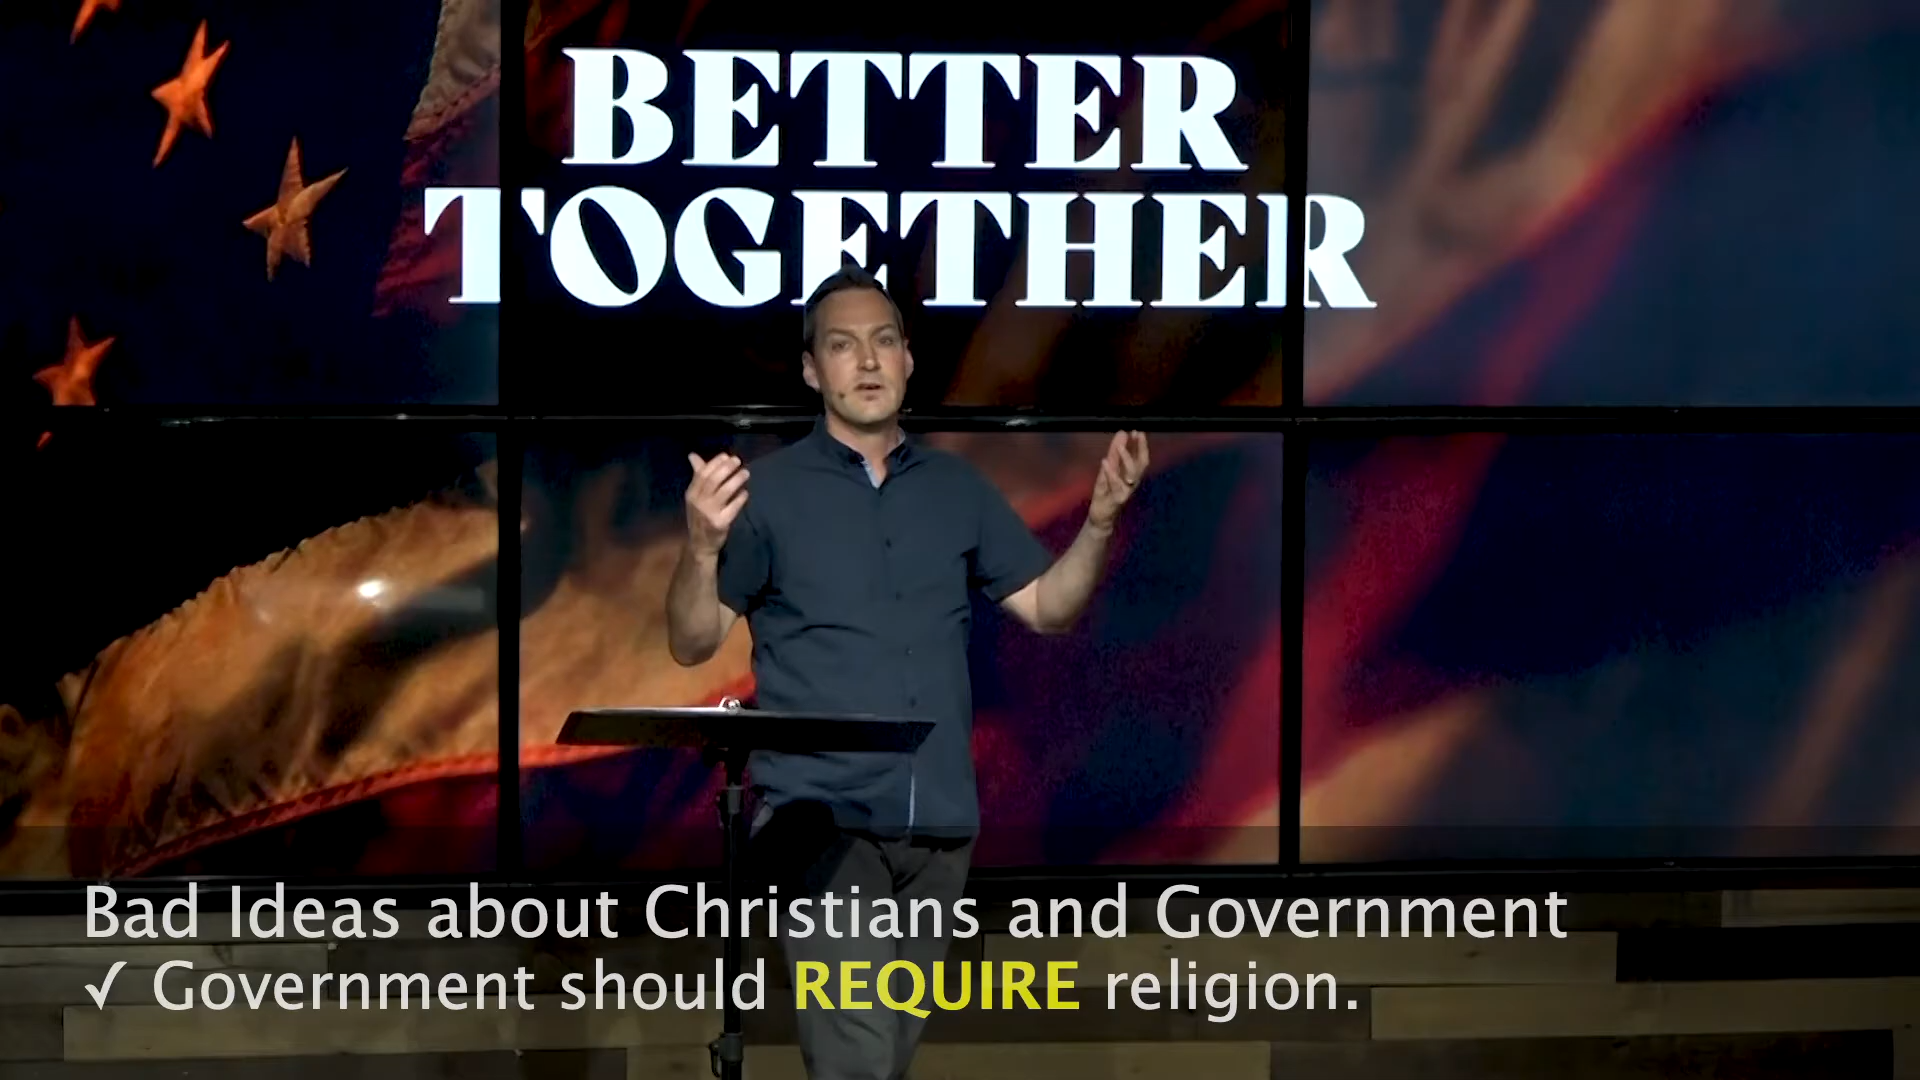 BETTER
TOGETHER
Bad Ideas about Christians and Government
✓ Government should REQUIRE religion.